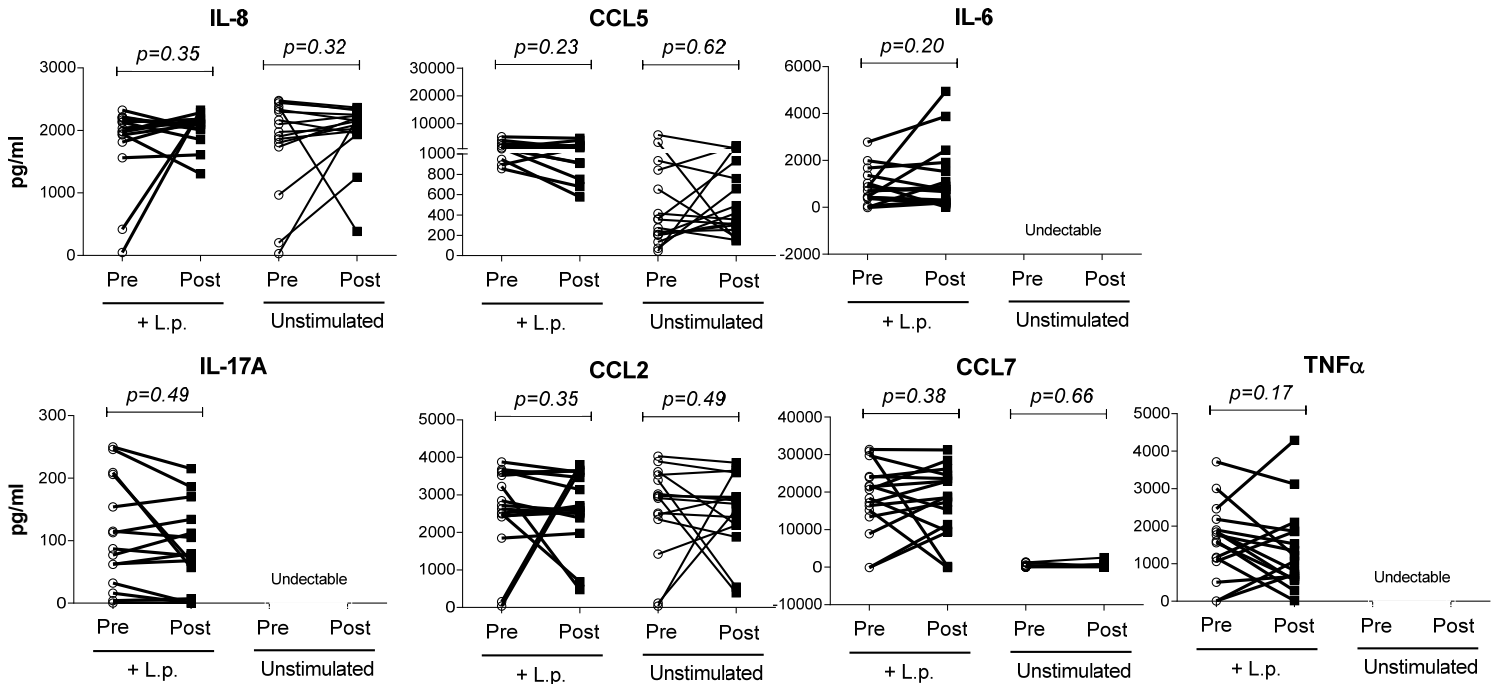 IL-8
CCL5
IL-6
p=0.35
p=0.32
p=0.23
p=0.62
p=0.20
pg/ml
3000
2000
1000
0
30000
20000
10000
1000
800
600
400
200
0
6000
4000
2000
0
-2000
Undectable
Pre Post Pre Post
+ L.p. Unstimulated
Pre Post Pre Post
+ L.p. Unstimulated
Pre Post Pre Post
+ L.p. Unstimulated
IL-17A
CCL2
CCL7
TNFα
p=0.49
p=0.35
p=0.49
p=0.38
p=0.66
p=0.17
pg/ml
300
200
100
0
Undectable
5000
4000
3000
2000
1000
0
40000
30000
20000
10000
0
-10000
5000
4000
3000
2000
1000
0
Undectable
Pre Post Pre Post
+ L.p. Unstimulated
Pre Post Pre Post
+ L.p. Unstimulated
Pre Post Pre Post
+ L.p. Unstimulated
Pre Post Pre Post
+ L.p. Unstimulated